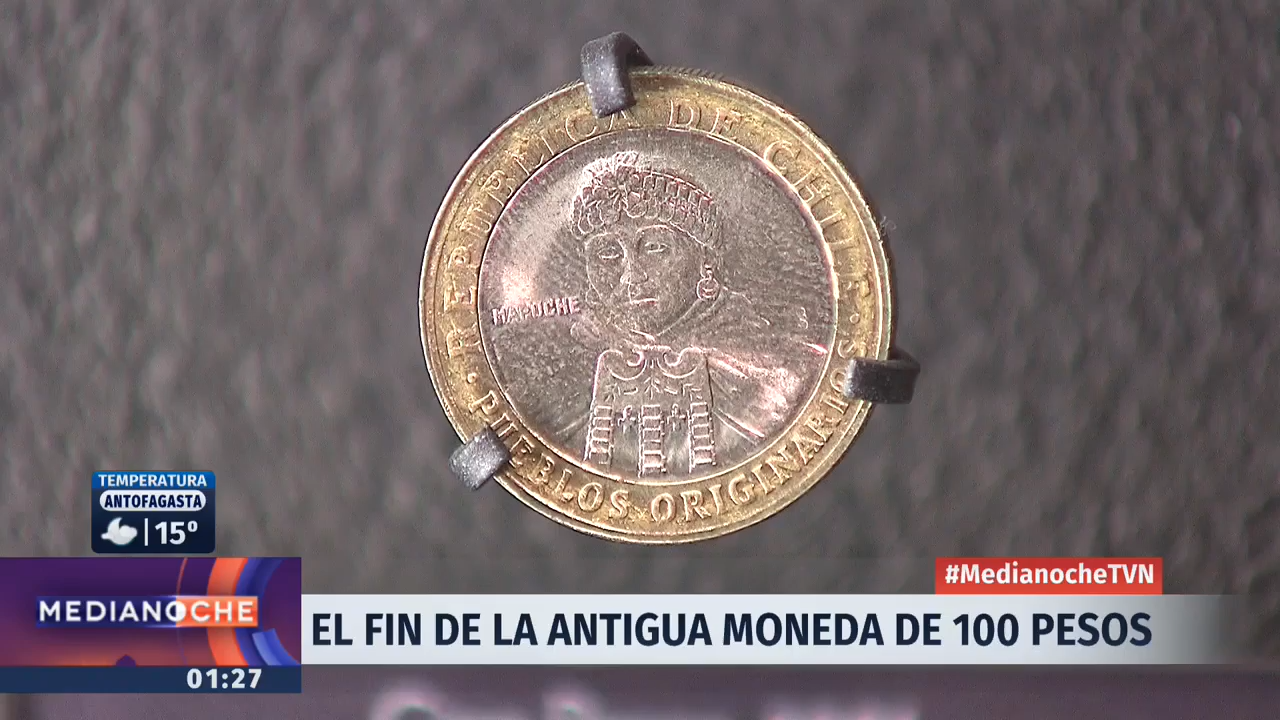 REPUBLICA DE CHILE
MAPUCHE
PUEBLOS ORIGINARIOS
TEMPERATURA
ANTOFAGASTA
15º
#MedianocheTVN
MEDIANOCHE
EL FIN DE LA ANTIGUA MONEDA DE 100 PESOS
01:27